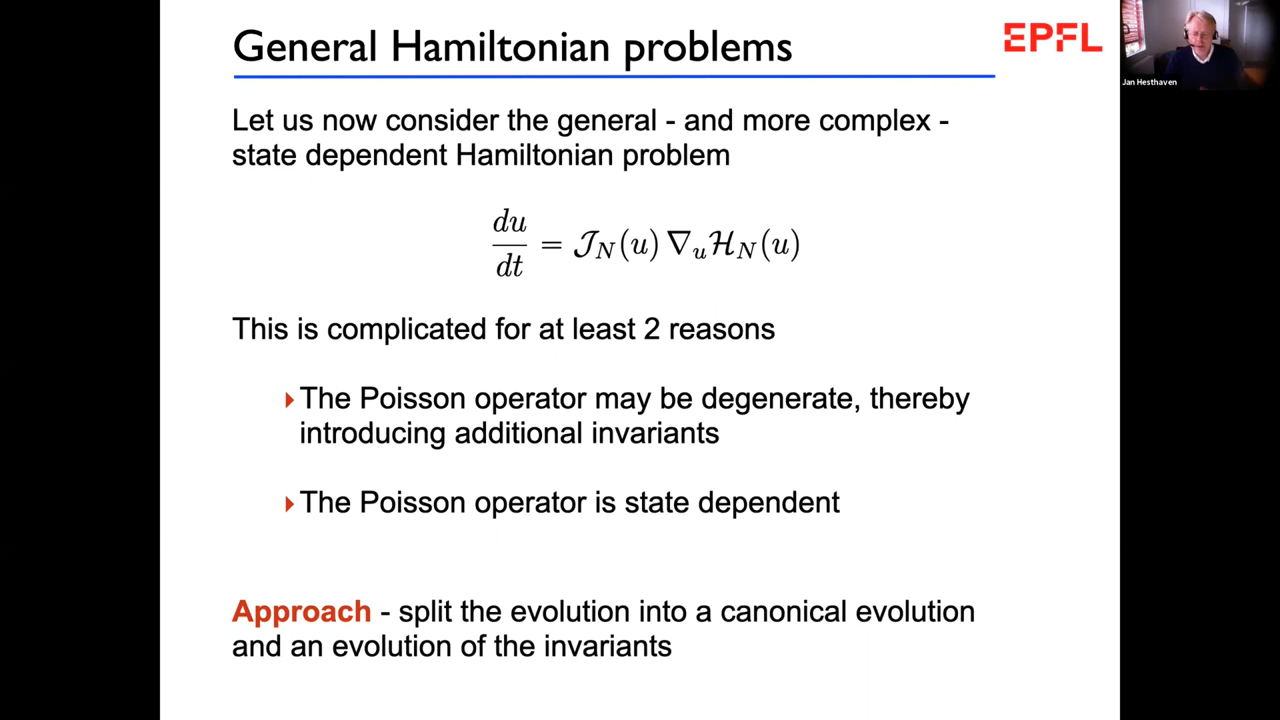 General Hamiltonian problems
EPFL
Jan Hesthaven
Let us now consider the general - and more complex -
state dependent Hamiltonian problem
du/dt = 𝒥_N(u) ∇_u ℋ_N(u)
This is complicated for at least 2 reasons
The Poisson operator may be degenerate, thereby
introducing additional invariants
The Poisson operator is state dependent
Approach - split the evolution into a canonical evolution
and an evolution of the invariants